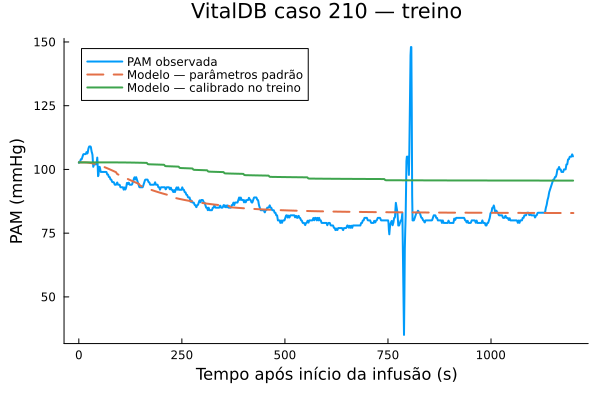 VitalDB caso 210 — treino
PAM observada
Modelo — parâmetros padrão
Modelo — calibrado no treino
PAM (mmHg)
150
125
100
75
50
0 250 500 750 1000
Tempo após início da infusão (s)